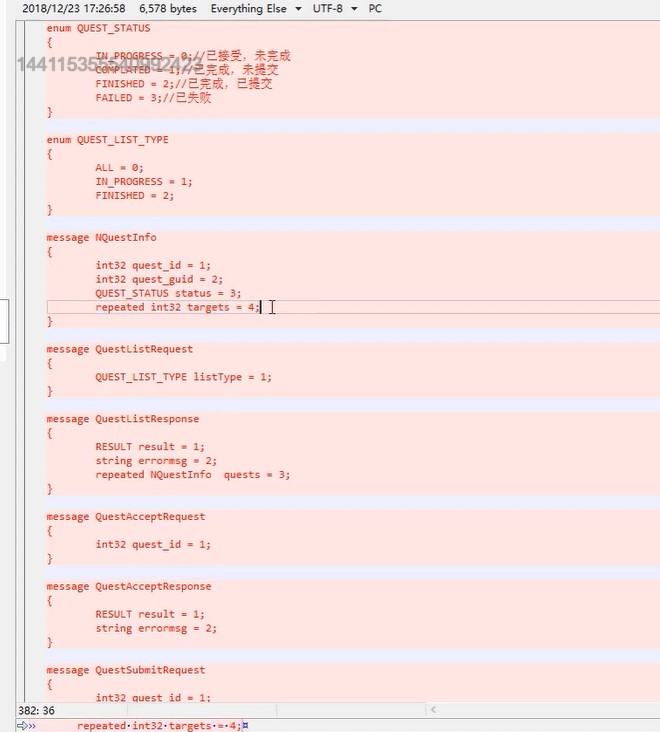 2018/12/23 17:26:58 6,578 bytes Everything Else UTF-8 PC
enum QUEST_STATUS
{
IN_PROGRESS = 0;//已接受，未完成
144115355540992423
COMPLATED = 1;//已完成，未提交
FINISHED = 2;//已完成，已提交
FAILED = 3;//已失败
}
enum QUEST_LIST_TYPE
{
ALL = 0;
IN_PROGRESS = 1;
FINISHED = 2;
}
message NQuestInfo
{
int32 quest_id = 1;
int32 quest_guid = 2;
QUEST_STATUS status = 3;
repeated int32 targets = 4;
}
message QuestListRequest
{
QUEST_LIST_TYPE listType = 1;
}
message QuestListResponse
{
RESULT result = 1;
string errormsg = 2;
repeated NQuestInfo  quests = 3;
}
message QuestAcceptRequest
{
int32 quest_id = 1;
}
message QuestAcceptResponse
{
RESULT result = 1;
string errormsg = 2;
}
message QuestSubmitRequest
{
int32 quest_id = 1;
382: 36
repeated·int32·targets·=·4;¤